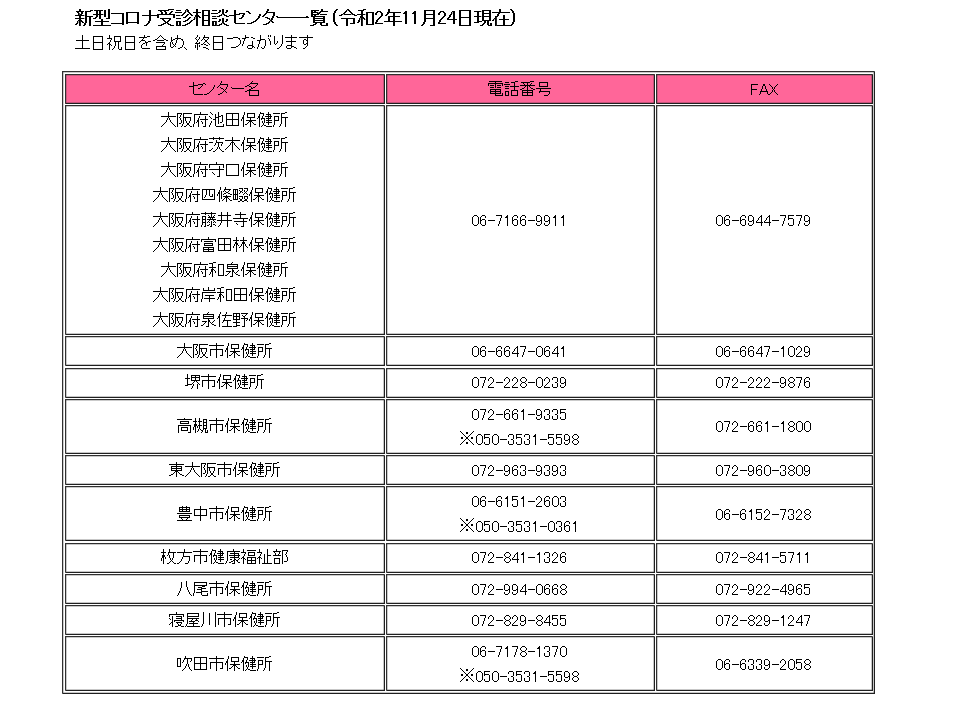 新型コロナ受診相談センター一覧（令和2年11月24日現在）
土日祝日を含め、終日つながります
センター名 電話番号 FAX
大阪府池田保健所
大阪府茨木保健所
大阪府守口保健所
大阪府四條畷保健所
大阪府藤井寺保健所 06-7166-9911 06-6944-7579
大阪府富田林保健所
大阪府和泉保健所
大阪府岸和田保健所
大阪府泉佐野保健所
大阪市保健所 06-6647-0641 06-6647-1029
堺市保健所 072-228-0239 072-222-9876
高槻市保健所 072-661-9335 072-661-1800
※050-3531-5598
東大阪市保健所 072-963-9393 072-960-3809
豊中市保健所 06-6151-2603 06-6152-7328
※050-3531-0361
枚方市健康福祉部 072-841-1326 072-841-5711
八尾市保健所 072-994-0668 072-922-4965
寝屋川市保健所 072-829-8455 072-829-1247
吹田市保健所 06-7178-1370 06-6339-2058
※050-3531-5598